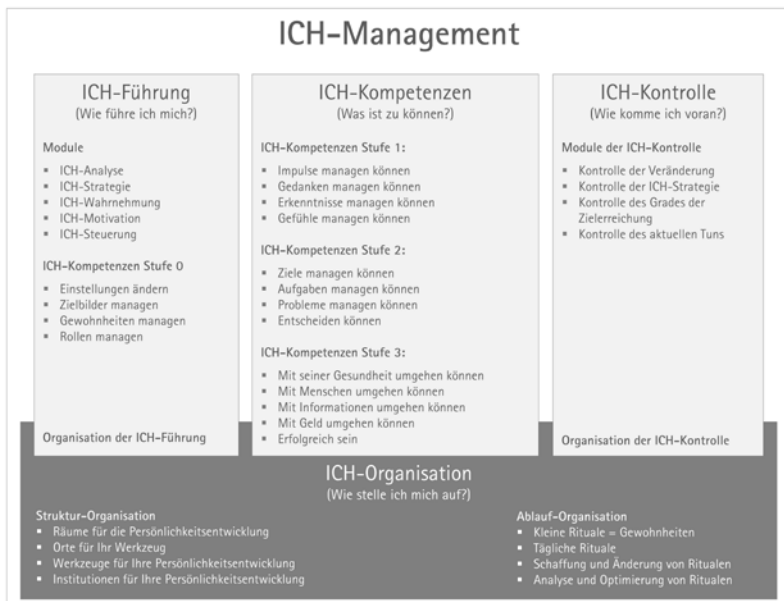 ICH-Management
ICH-Führung
(Wie führe ich mich?)
Module
▪ ICH-Analyse
▪ ICH-Strategie
▪ ICH-Wahrnehmung
▪ ICH-Motivation
▪ ICH-Steuerung
ICH-Kompetenzen Stufe 0
▪ Einstellungen ändern
▪ Zielbilder managen
▪ Gewohnheiten managen
▪ Rollen managen
Organisation der ICH-Führung
ICH-Kompetenzen
(Was ist zu können?)
ICH-Kompetenzen Stufe 1:
▪ Impulse managen können
▪ Gedanken managen können
▪ Erkenntnisse managen können
▪ Gefühle managen können
ICH-Kompetenzen Stufe 2:
▪ Ziele managen können
▪ Aufgaben managen können
▪ Probleme managen können
▪ Entscheiden können
ICH-Kompetenzen Stufe 3:
▪ Mit seiner Gesundheit umgehen können
▪ Mit Menschen umgehen können
▪ Mit Informationen umgehen können
▪ Mit Geld umgehen können
▪ Erfolgreich sein
ICH-Kontrolle
(Wie komme ich voran?)
Module der ICH-Kontrolle
▪ Kontrolle der Veränderung
▪ Kontrolle der ICH-Strategie
▪ Kontrolle des Grades der
Zielerreichung
▪ Kontrolle des aktuellen Tuns
Organisation der ICH-Kontrolle
ICH-Organisation
(Wie stelle ich mich auf?)
Struktur-Organisation
▪ Räume für die Persönlichkeitsentwicklung
▪ Orte für Ihr Werkzeug
▪ Werkzeuge für Ihre Persönlichkeitsentwicklung
▪ Institutionen für Ihre Persönlichkeitsentwicklung
Ablauf-Organisation
▪ Kleine Rituale = Gewohnheiten
▪ Tägliche Rituale
▪ Schaffung und Änderung von Ritualen
▪ Analyse und Optimierung von Ritualen